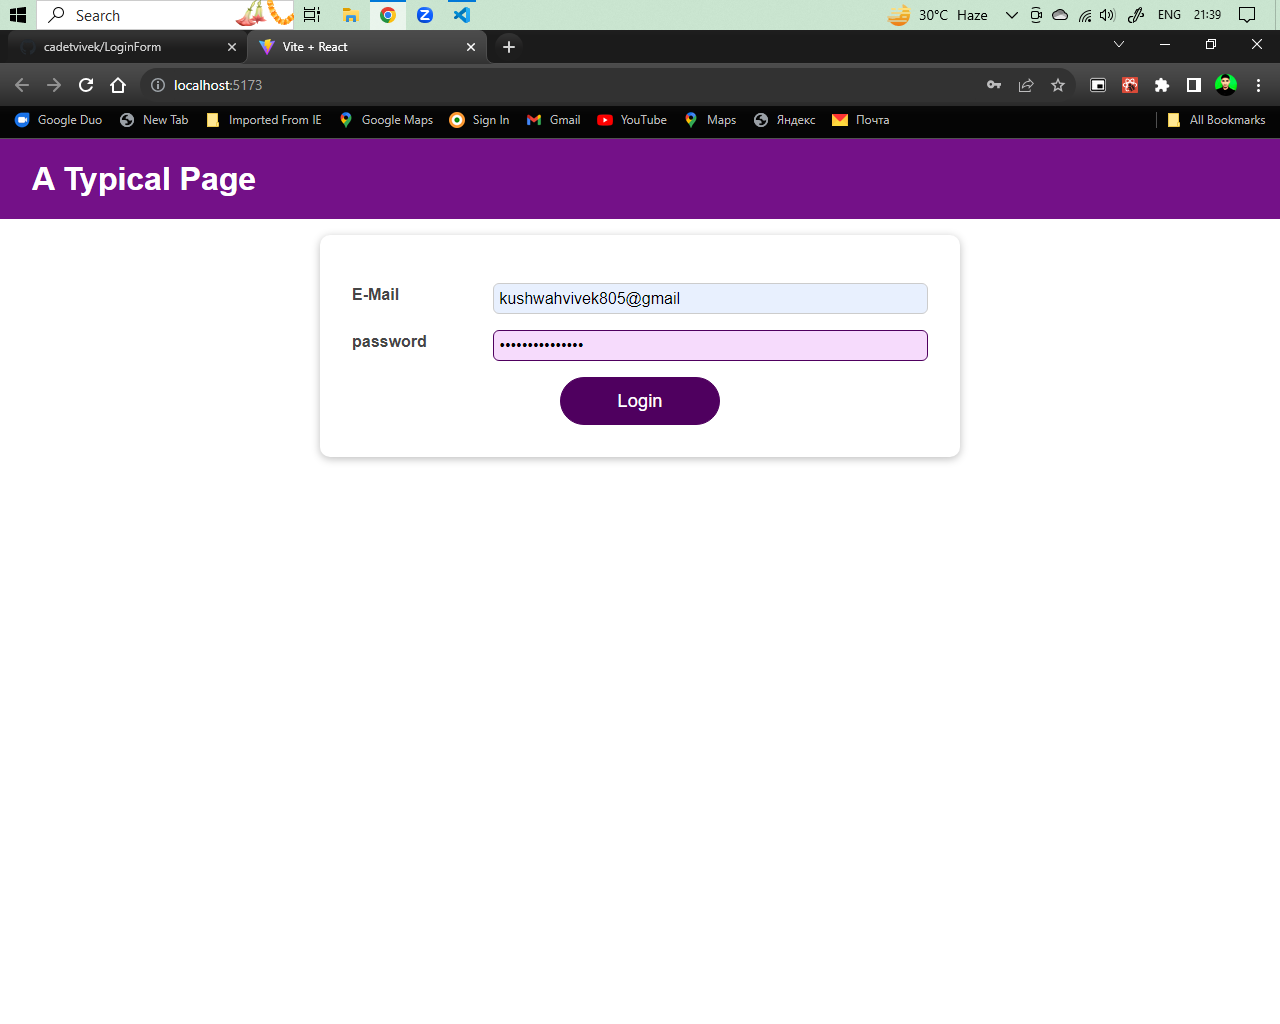 Search
30°C Haze
ENG
21:39
cadetvivek/LoginForm
Vite + React
localhost:5173
Google Duo
New Tab
Imported From IE
Google Maps
Sign In
Gmail
YouTube
Maps
Яндекс
Почта
All Bookmarks
A Typical Page
E-Mail
kushwahvivek805@gmail
password
•••••••••••••••
Login